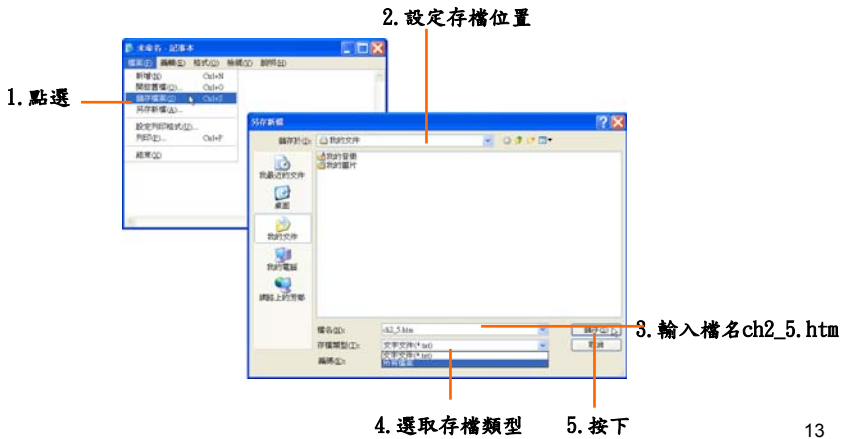 2.設定存檔位置
未命名 - 記事本
檔案(F) 編輯(E) 格式(O) 檢視(V) 說明(H)
新增(N) Ctrl+N
開啟舊檔(O)... Ctrl+O
1.點選
儲存檔案(S) Ctrl+S
另存新檔(A)...
設定列印格式(U)...
列印(P)... Ctrl+P
結束(X)
另存新檔
儲存於(I): 我的文件
我的音樂
我的圖片
我最近的文件
桌面
我的文件
我的電腦
網路上的芳鄰
檔名(N): ch2_5.htm 儲存(S)
3.輸入檔名ch2_5.htm
存檔類型(T): 文字文件(*.txt) 取消
文字文件(*.txt)
編碼(E): 所有檔案
4.選取存檔類型
5.按下
13